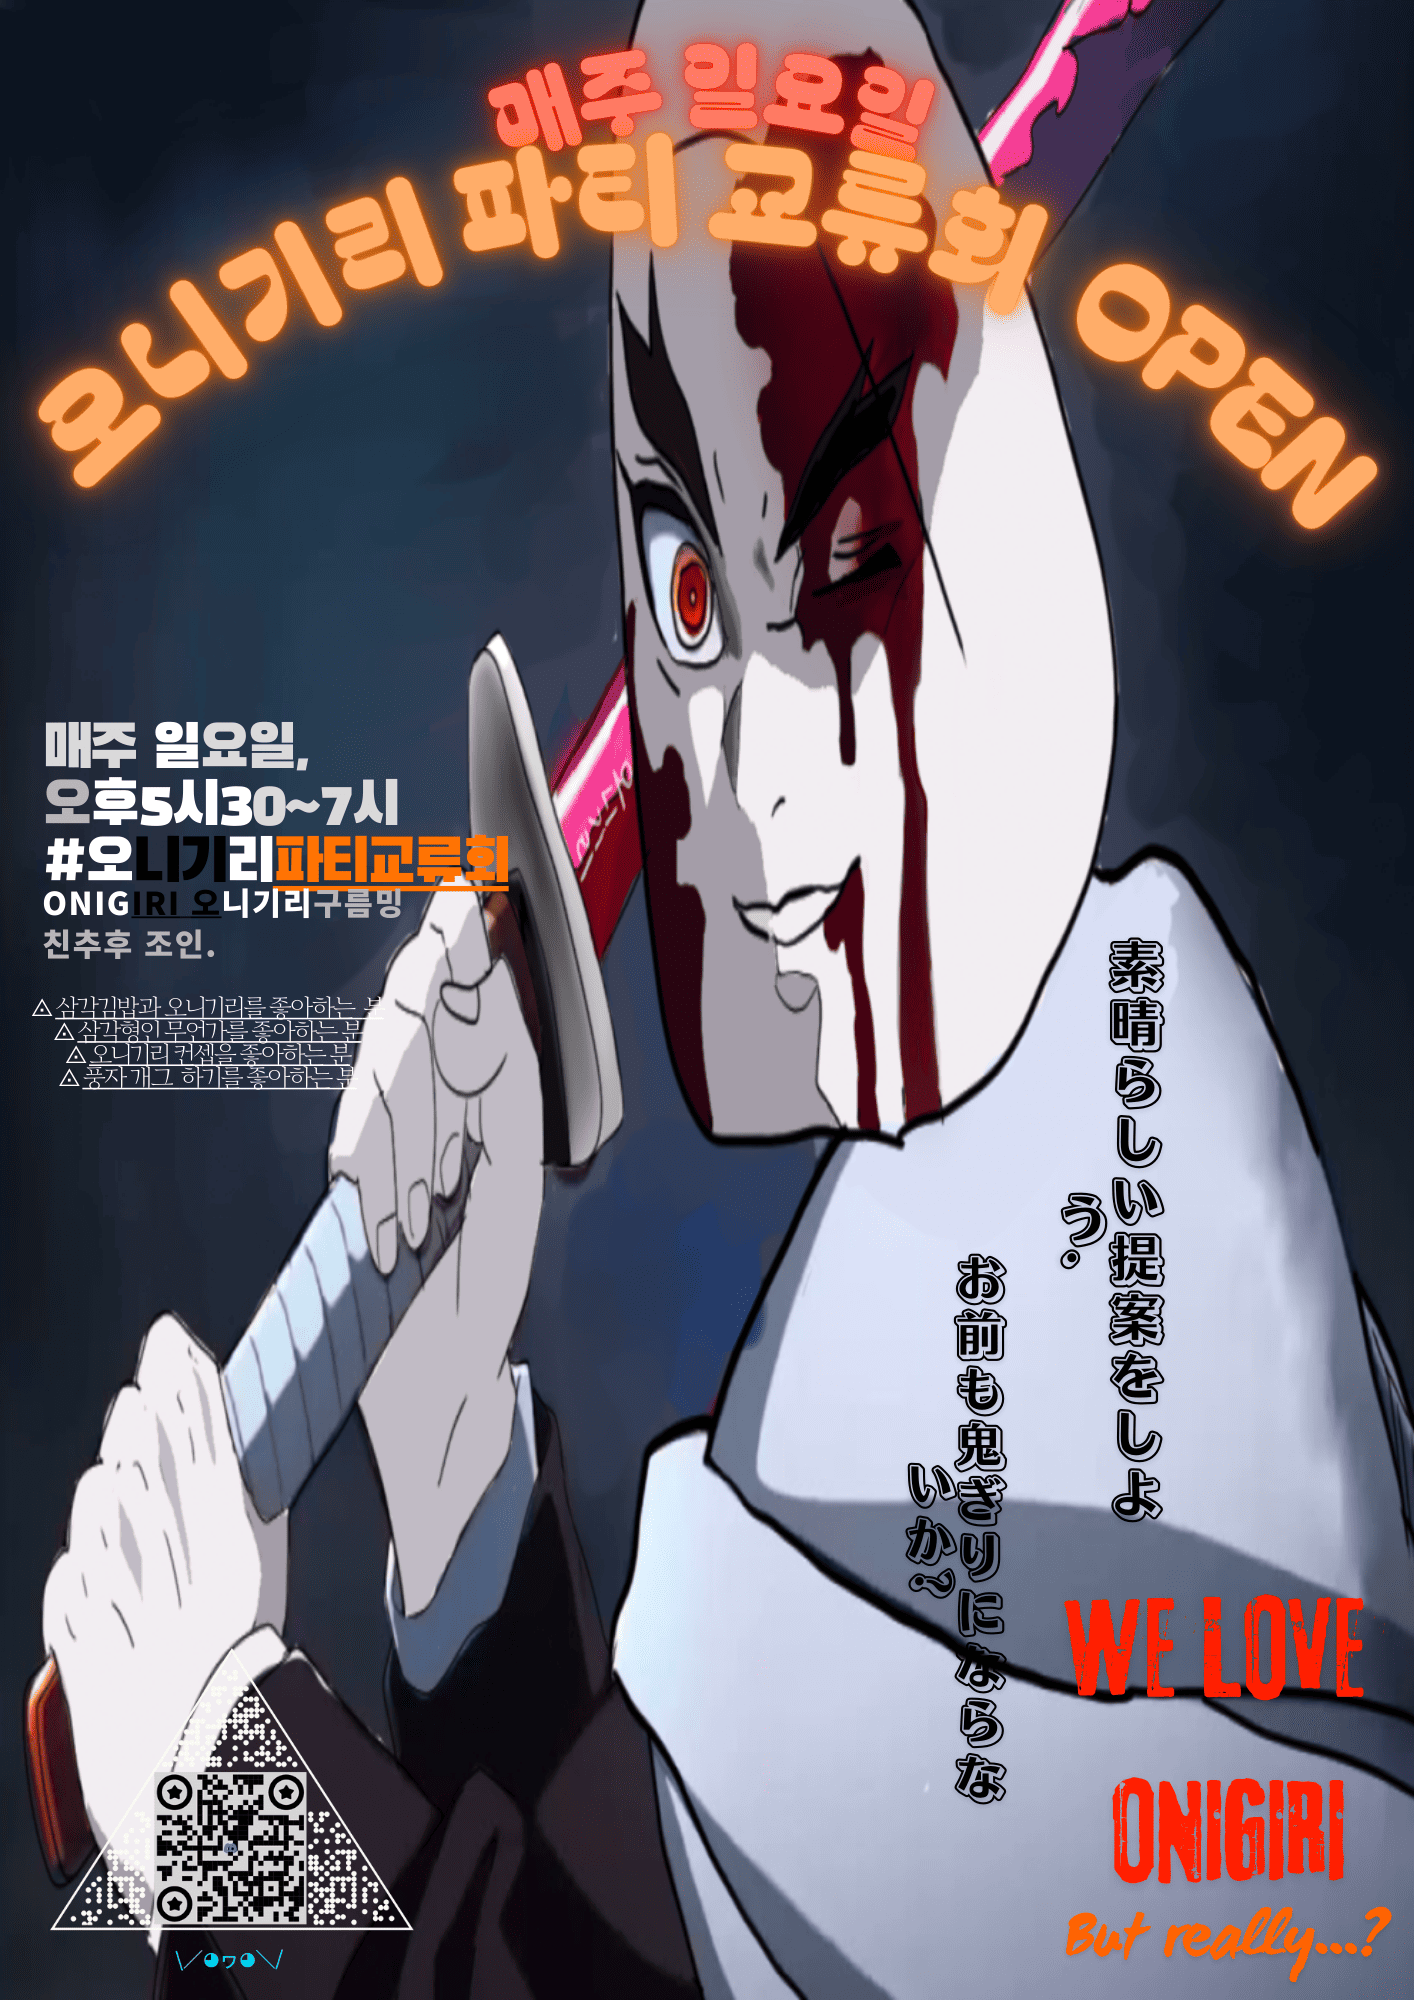 매주 일요일
오니기리 파티 교류회 OPEN
매주 일요일,
오후5시30~7시
#오니기리파티교류회
ONIGIRI 오니기리구름밍
친추후 조인.
◬ 삼각김밥과 오니기리를 좋아하는 분
◬ 삼각형인 무언가를 좋아하는 분
◬ 오니기리 컨셉을 좋아하는 분
◬ 풍자 개그 하기를 좋아하는 분
素晴らしい提案をしよ
う.
お前も鬼ぎりにならな
いか?
WE LOVE
ONIGIRI
But really...?
\／◕ヮ◕＼/